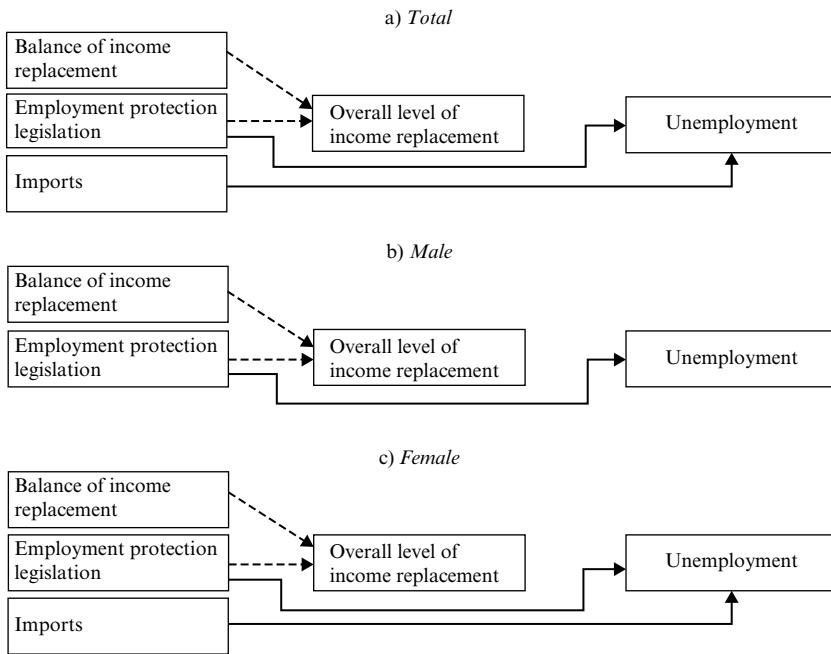 a) Total
Balance of income
replacement
Employment protection
legislation
Overall level of
income replacement
Unemployment
Imports
b) Male
Balance of income
replacement
Employment protection
legislation
Overall level of
income replacement
Unemployment
c) Female
Balance of income
replacement
Employment protection
legislation
Overall level of
income replacement
Unemployment
Imports